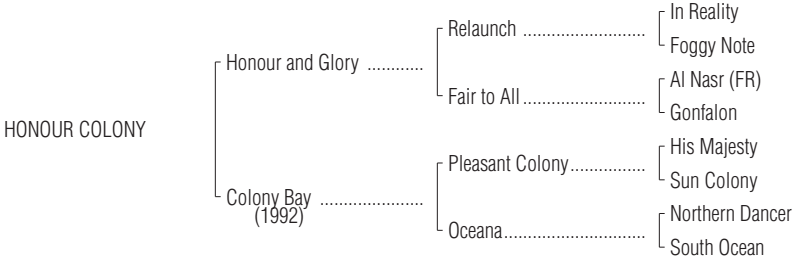 In Reality
Relaunch ..........................
Foggy Note
Honour and Glory ............
Al Nasr (FR)
Fair to All..........................
Gonfalon
HONOUR COLONY
His Majesty
Pleasant Colony................
Sun Colony
Colony Bay ......................
(1992)
Northern Dancer
Oceana..............................
South Ocean